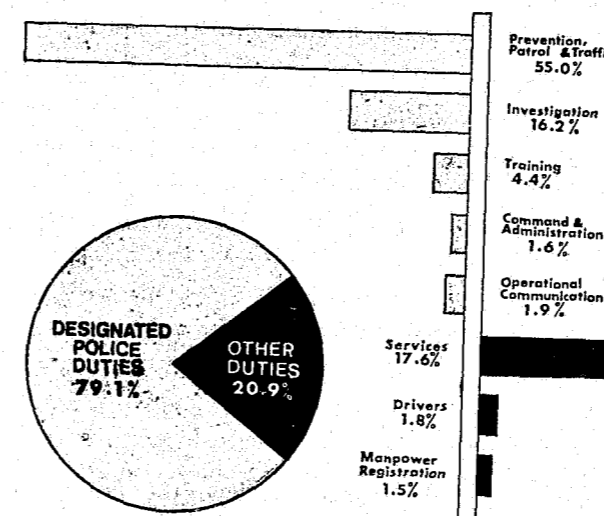 Prevention,
Patrol & Traffi
55.0%
Investigation
16.2%
Training
4.4%
Command &
Administration
1.6%
Operational
Communication
1.9%
Services
17.6%
Drivers
1.8%
Manpower
Registration
1.5%
DESIGNATED
POLICE
DUTIES
79.1%
OTHER
DUTIES
20.9%